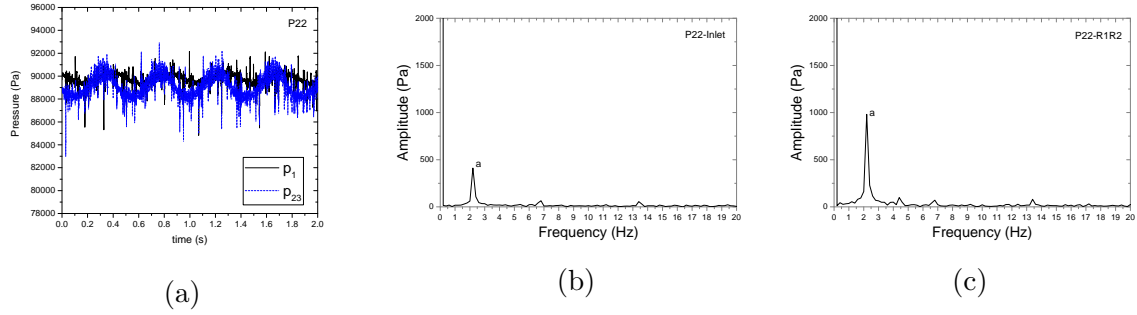 P22
Pressure (Pa)
96000
94000
92000
90000
88000
86000
84000
82000
80000
78000
p1
p23
0.0 0.2 0.4 0.6 0.8 1.0 1.2 1.4 1.6 1.8 2.0
time (s)
(a)
P22-Inlet
Amplitude (Pa)
2000
1500
1000
500
0
a
0 1 2 3 4 5 6 7 8 9 10 11 12 13 14 15 16 17 18 19 20
Frequency (Hz)
(b)
P22-R1R2
Amplitude (Pa)
2000
1500
1000
500
0
a
0 1 2 3 4 5 6 7 8 9 10 11 12 13 14 15 16 17 18 19 20
Frequency (Hz)
(c)